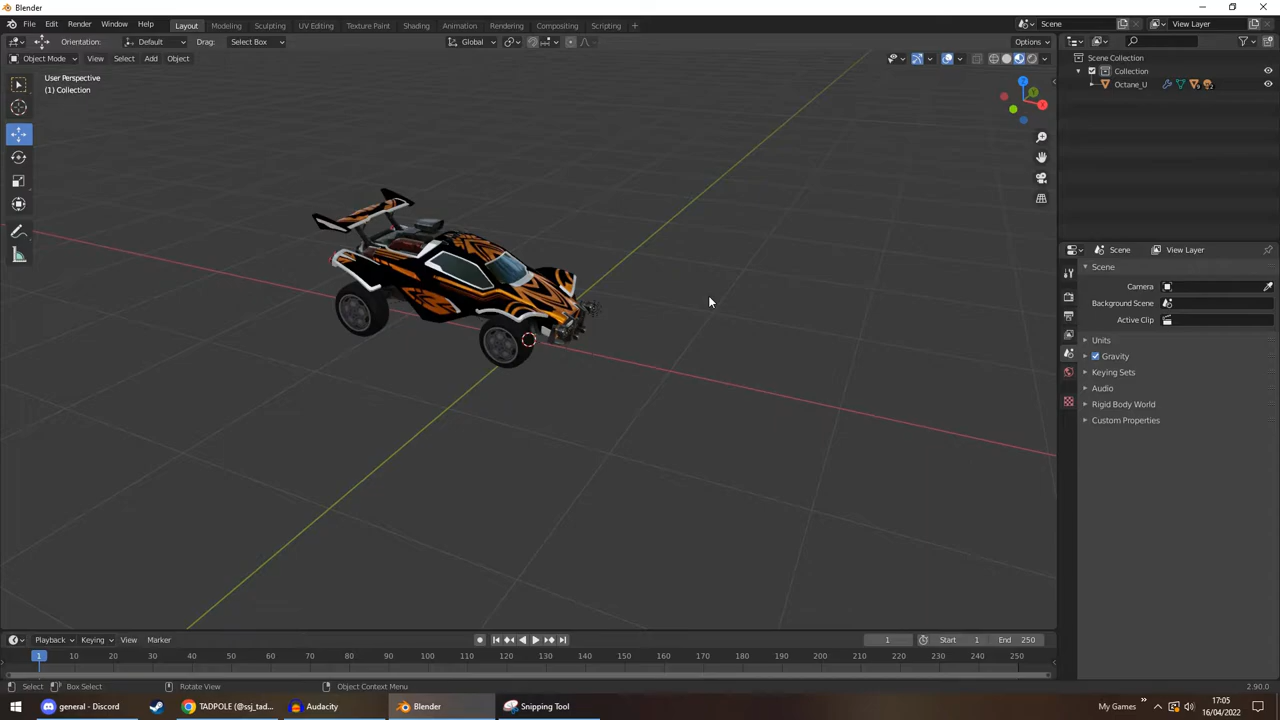 Blender
File Edit Render Window Help
Layout Modeling Sculpting UV Editing Texture Paint Shading Animation Rendering Compositing Scripting +
Scene View Layer
Orientation: Default Drag: Select Box Global Options
Object Mode View Select Add Object
User Perspective
(1) Collection
Scene Collection
Collection
Octane_U
Scene View Layer
Scene
Camera
Background Scene
Active Clip
Units
Gravity
Keying Sets
Audio
Rigid Body World
Custom Properties
Playback Keying View Marker 1 Start 1 End 250
1 10 20 30 40 50 60 70 80 90 100 110 120 130 140 150 160 170 180 190 200 210 220 230 240 250
Select Box Select Rotate View Object Context Menu 2.90.0
general - Discord TADPOLE (@ssj_tad... Audacity Blender Snipping Tool My Games 17:05
16/04/2022